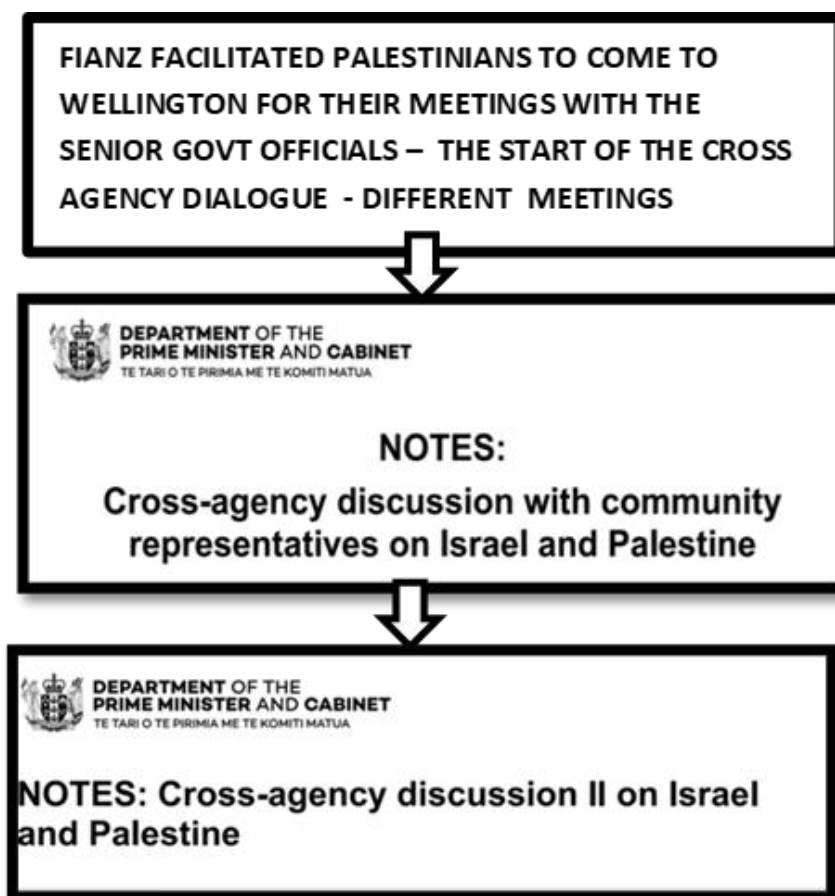 FIANZ FACILITATED PALESTINIANS TO COME TO
WELLINGTON FOR THEIR MEETINGS WITH THE
SENIOR GOVT OFFICIALS – THE START OF THE CROSS
AGENCY DIALOGUE - DIFFERENT MEETINGS
DEPARTMENT OF THE
PRIME MINISTER AND CABINET
TE TARI O TE PIRIMIA ME TE KOMITI MATUA
NOTES:
Cross-agency discussion with community
representatives on Israel and Palestine
DEPARTMENT OF THE
PRIME MINISTER AND CABINET
TE TARI O TE PIRIMIA ME TE KOMITI MATUA
NOTES: Cross-agency discussion II on Israel
and Palestine